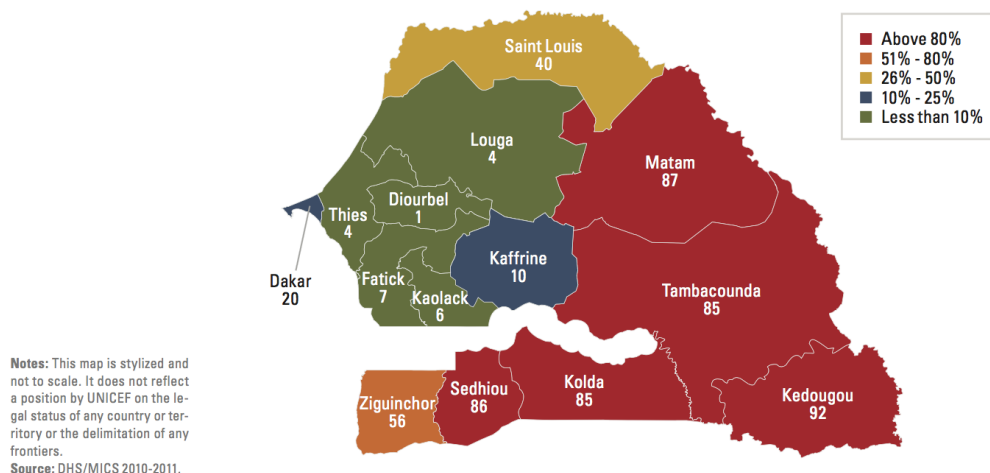 Above 80%
51% - 80%
26% - 50%
10% - 25%
Less than 10%
Saint Louis
40
Louga
4
Matam
87
Diourbel
1
Thies
4
Dakar
20
Fatick
7
Kaolack
6
Kaffrine
10
Tambacounda
85
Ziguinchor
56
Sedhiou
86
Kolda
85
Kedougou
92
Notes: This map is stylized and
not to scale. It does not reflect
a position by UNICEF on the le-
gal status of any country or ter-
ritory or the delimitation of any
frontiers.
Source: DHS/MICS 2010-2011.